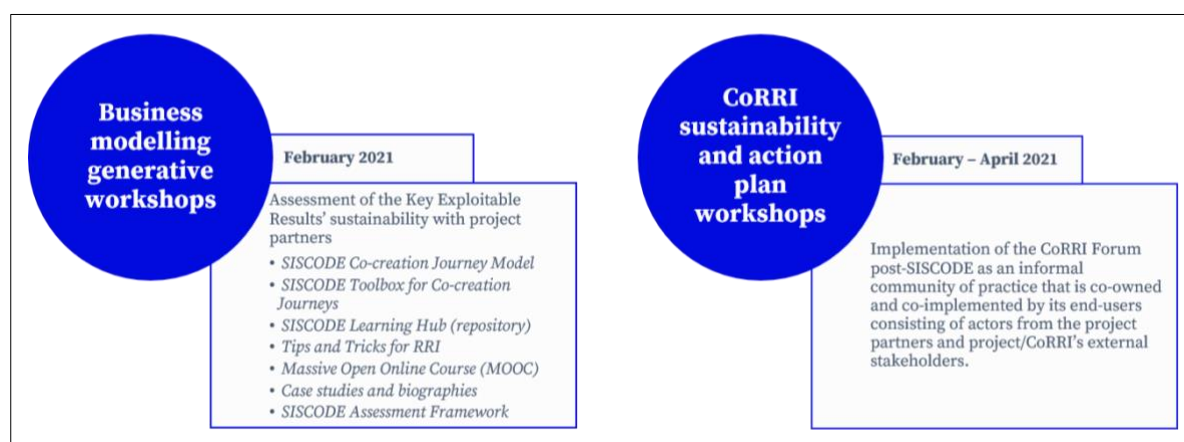 Business
modelling
generative
workshops
February 2021
Assessment of the Key Exploitable
Results’ sustainability with project
partners
• SISCODE Co-creation Journey Model
• SISCODE Toolbox for Co-creation
Journeys
• SISCODE Learning Hub (repository)
• Tips and Tricks for RRI
• Massive Open Online Course (MOOC)
• Case studies and biographies
• SISCODE Assessment Framework
CoRRI
sustainability
and action
plan
workshops
February – April 2021
Implementation of the CoRRI Forum
post-SISCODE as an informal
community of practice that is co-owned
and co-implemented by its end-users
consisting of actors from the project
partners and project/CoRRI’s external
stakeholders.